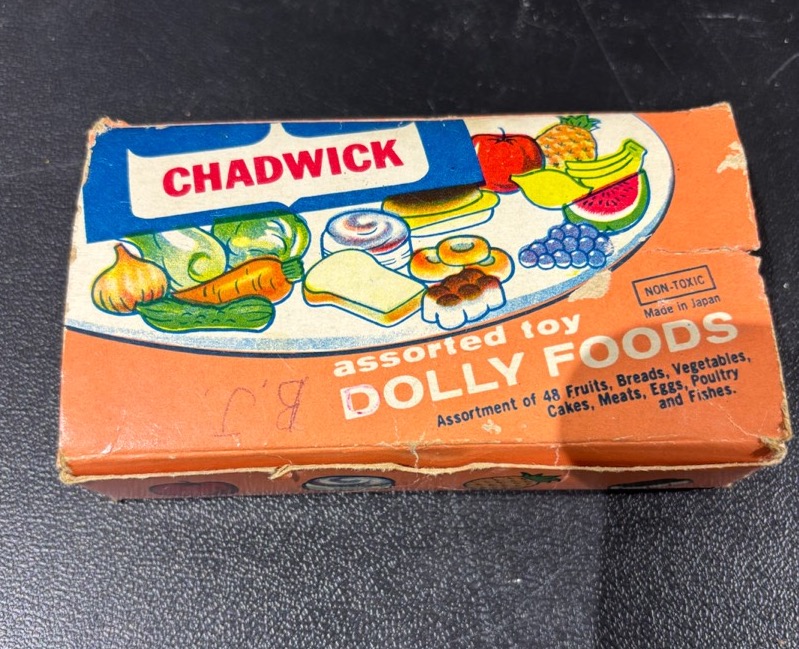 CHADWICK
NON-TOXIC
Made in Japan
assorted toy
DOLLY FOODS
Assortment of 48 Fruits, Breads, Vegetables,
Cakes, Meats, Eggs, Poultry
and Fishes.
B.J.